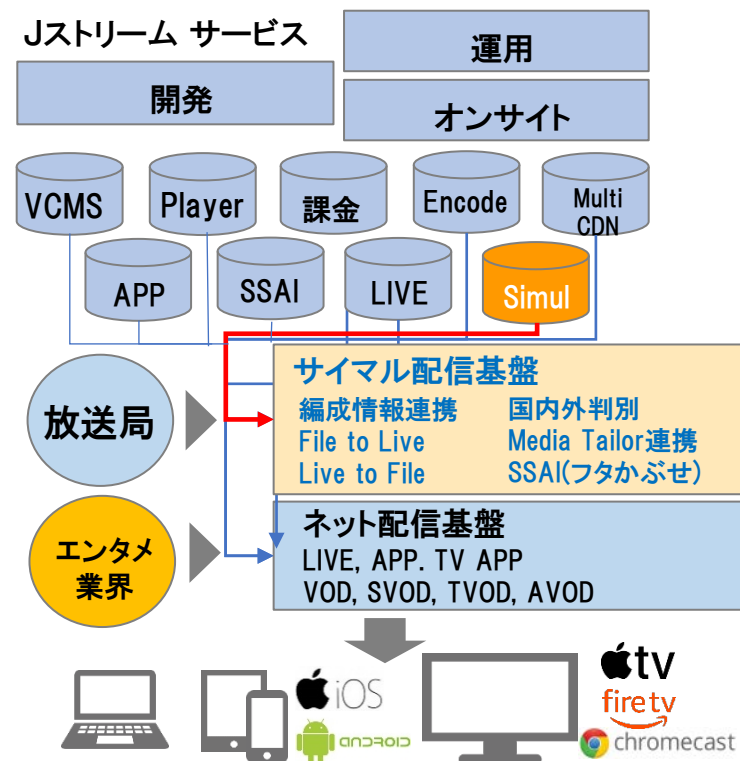 Jストリーム サービス
運用
開発
オンサイト
VCMS
Player
課金
Encode
Multi
CDN
APP
SSAI
LIVE
Simul
放送局
サイマル配信基盤
編成情報連携
国内外判別
File to Live
Media Tailor連携
Live to File
SSAI(フタかぶせ)
エンタメ
業界
ネット配信基盤
LIVE, APP. TV APP
VOD, SVOD, TVOD, AVOD
iOS
ANDROID
tv
firetv
chromecast